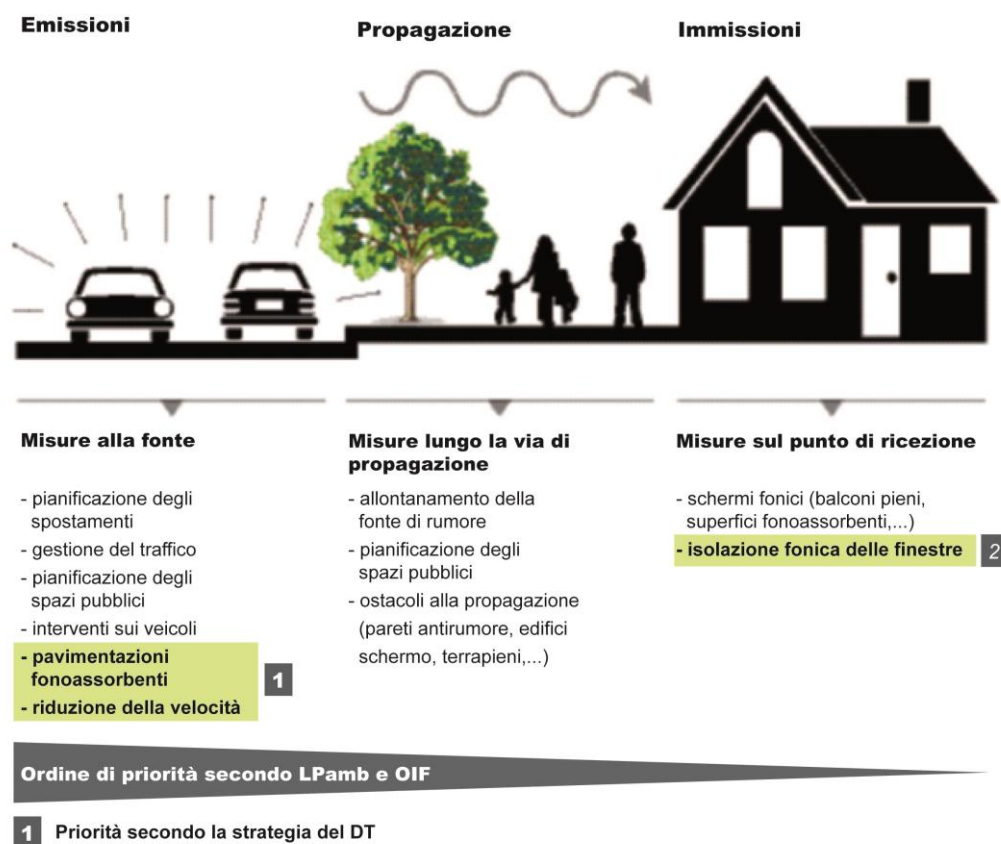 Emissioni
Propagazione
Immissioni
Misure alla fonte
- pianificazione degli
spostamenti
- gestione del traffico
- pianificazione degli
spazi pubblici
- interventi sui veicoli
- pavimentazioni
fonoassorbenti
- riduzione della velocità
1
Misure lungo la via di
propagazione
- allontanamento della
fonte di rumore
- pianificazione degli
spazi pubblici
- ostacoli alla propagazione
(pareti antirumore, edifici
schermo, terrapieni,...)
Misure sul punto di ricezione
- schermi fonici (balconi pieni,
superfici fonoassorbenti,...)
- isolazione fonica delle finestre
2
Ordine di priorità secondo LPamb e OIF
1 Priorità secondo la strategia del DT